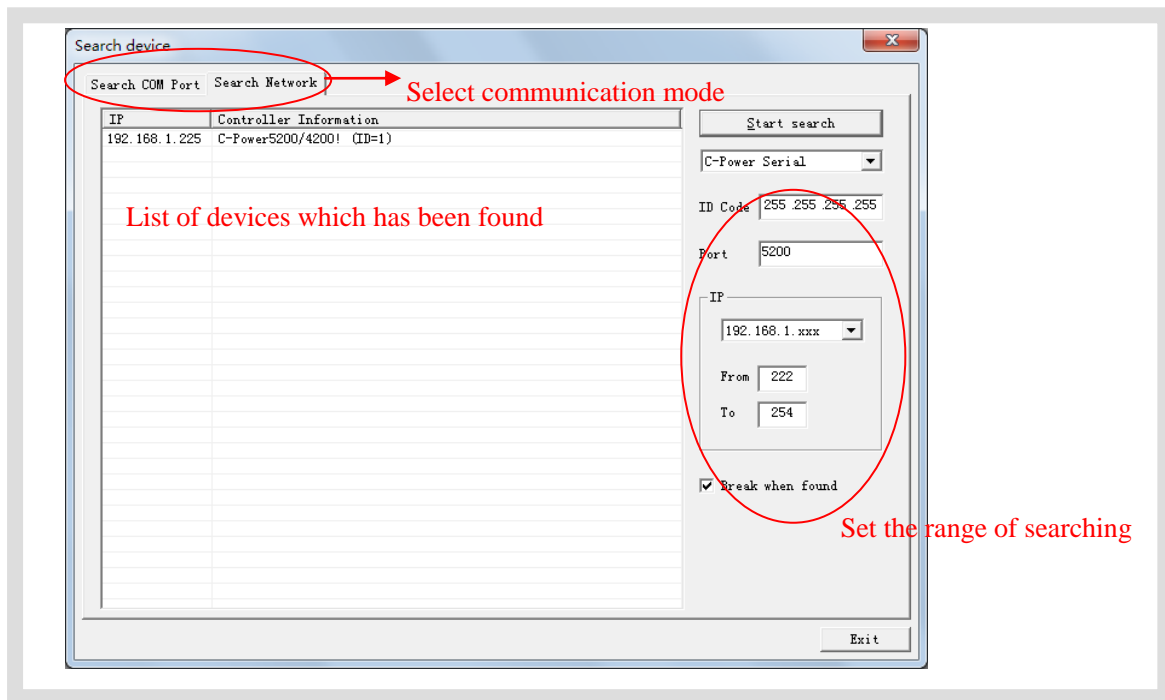 Search device
Search COM Port Search Network
Select communication mode
IP Controller Information
192.168.1.225 C-Power5200/4200! (ID=1)
List of devices which has been found
Start search
C-Power Serial
ID Code 255 .255 .255 .255
Port 5200
IP
192.168.1.xxx
From 222
To 254
Break when found
Set the range of searching
Exit